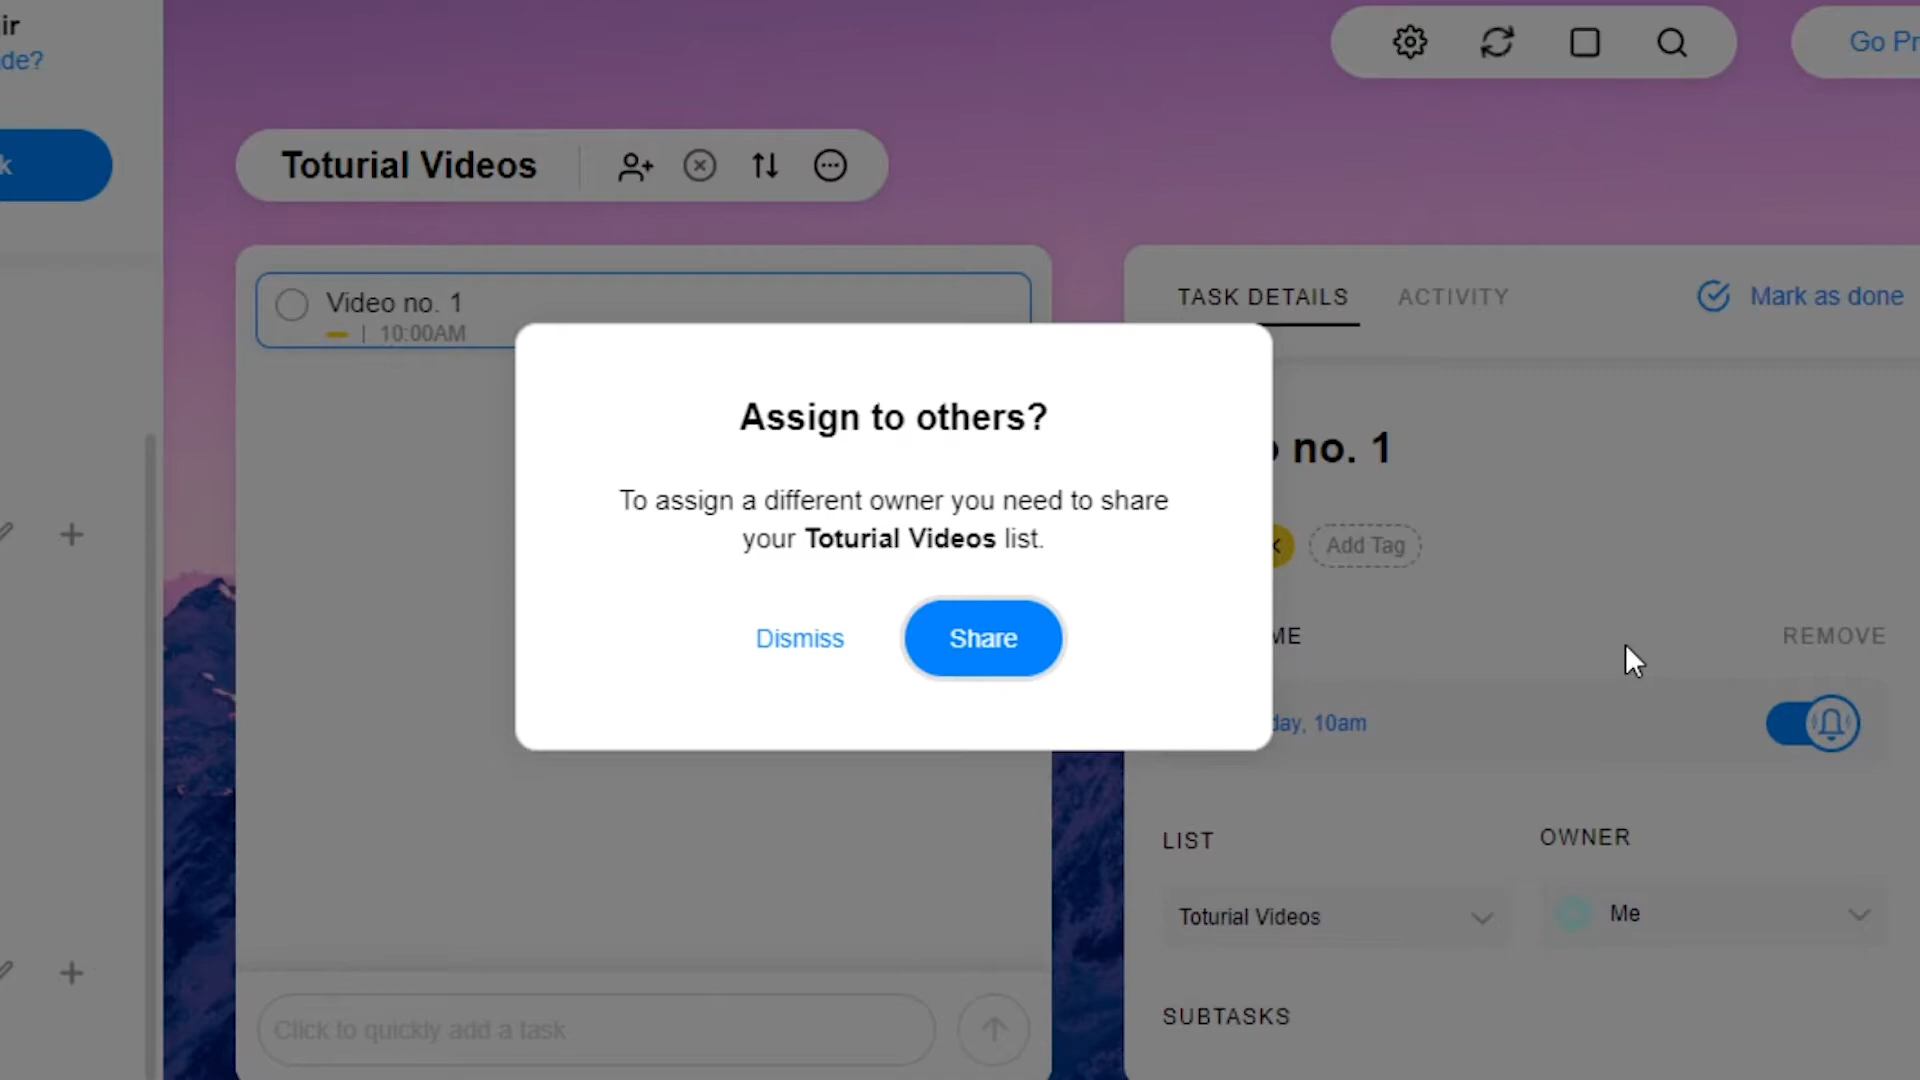 ir
de?
k
Go Pr
Toturial Videos
Video no. 1
| 10:00AM
TASK DETAILS
ACTIVITY
Mark as done
Assign to others?
To assign a different owner you need to share
your Toturial Videos list.
Dismiss
Share
no. 1
Add Tag
ME
REMOVE
day, 10am
LIST
OWNER
Toturial Videos
Me
SUBTASKS
Click to quickly add a task